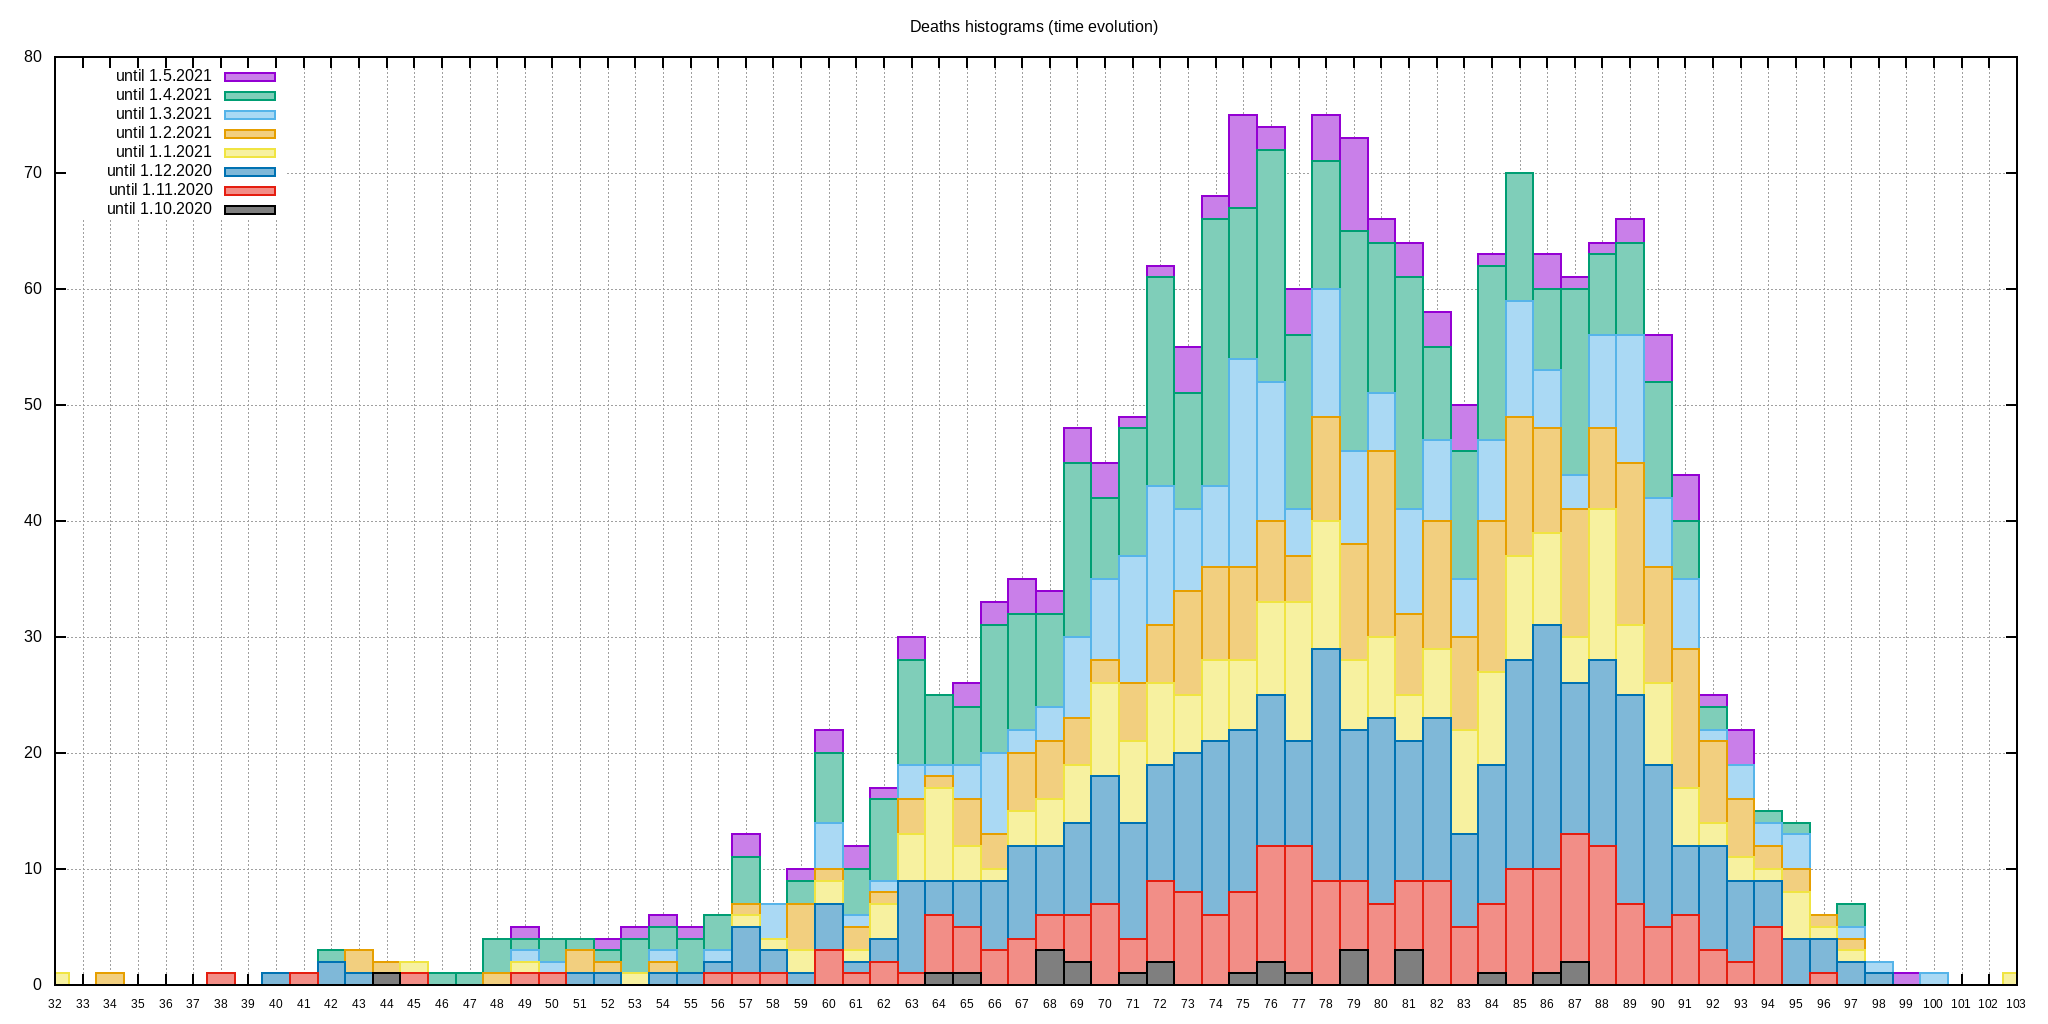 Deaths histograms (time evolution)
80
70
60
50
40
30
20
10
0
until 1.5.2021
until 1.4.2021
until 1.3.2021
until 1.2.2021
until 1.1.2021
until 1.12.2020
until 1.11.2020
until 1.10.2020
32 33 34 35 36 37 38 39 40 41 42 43 44 45 46 47 48 49 50 51 52 53 54 55 56 57 58 59 60 61 62 63 64 65 66 67 68 69 70 71 72 73 74 75 76 77 78 79 80 81 82 83 84 85 86 87 88 89 90 91 92 93 94 95 96 97 98 99 100 101 102 103